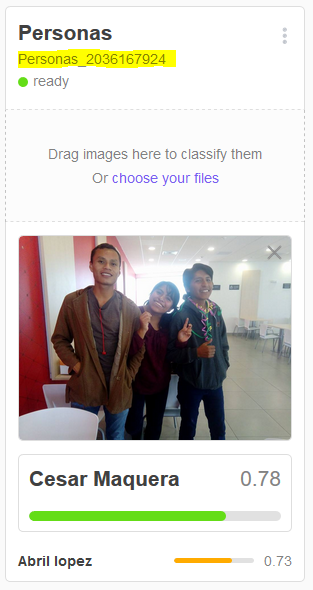 Personas
Personas_2036167924
ready
Drag images here to classify them
Or choose your files
Cesar Maquera 0.78
Abril lopez 0.73